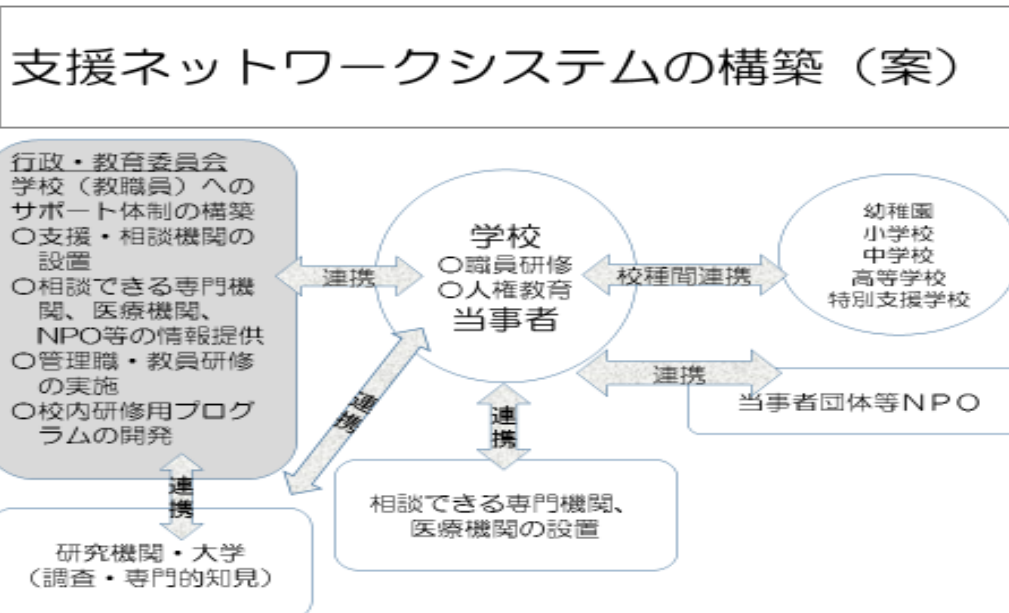 支援ネットワークシステムの構築（案）
行政・教育委員会
学校（教職員）への
サポート体制の構築
○支援・相談機関の
設置
○相談できる専門機
関、医療機関、
NPO等の情報提供
○管理職・教員研修
の実施
○校内研修用プログ
ラムの開発
連携
学校
○職員研修
○人権教育
当事者
校種間連携
幼稚園
小学校
中学校
高等学校
特別支援学校
連携
当事者団体等NPO
連携
連携
相談できる専門機関、
医療機関の設置
連携
研究機関・大学
（調査・専門的知見）